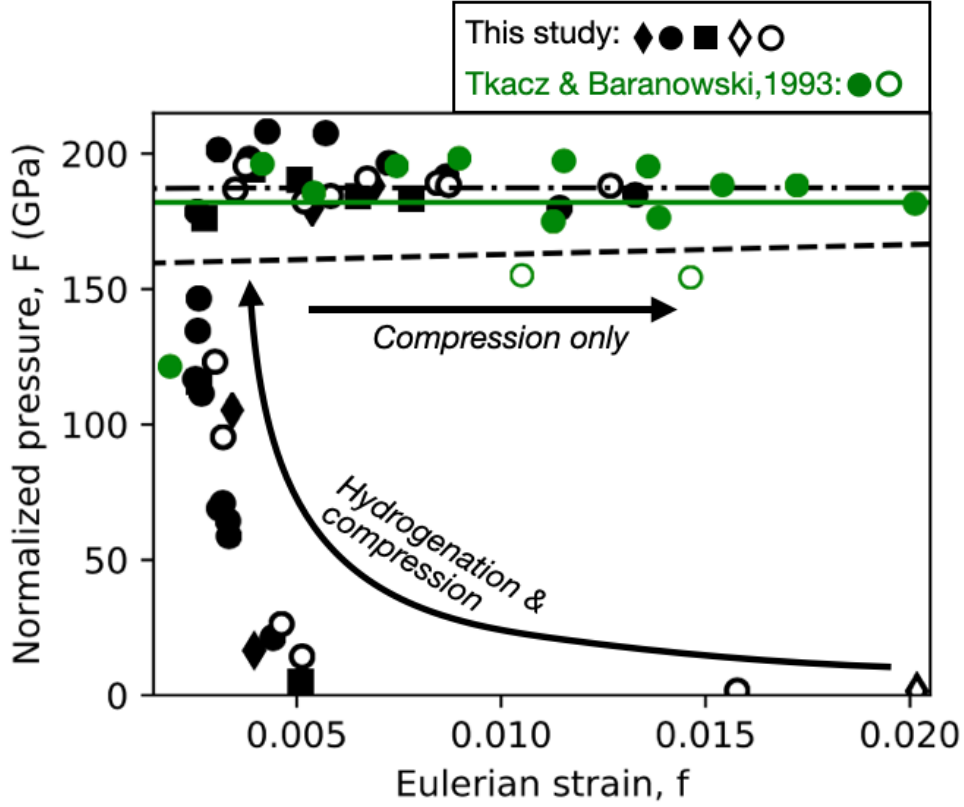 This study:
Tkacz & Baranowski,1993:
Normalized pressure, F (GPa)
200
150
100
50
0
Compression only
Hydrogenation &
compression
0.005
0.010
0.015
0.020
Eulerian strain, f